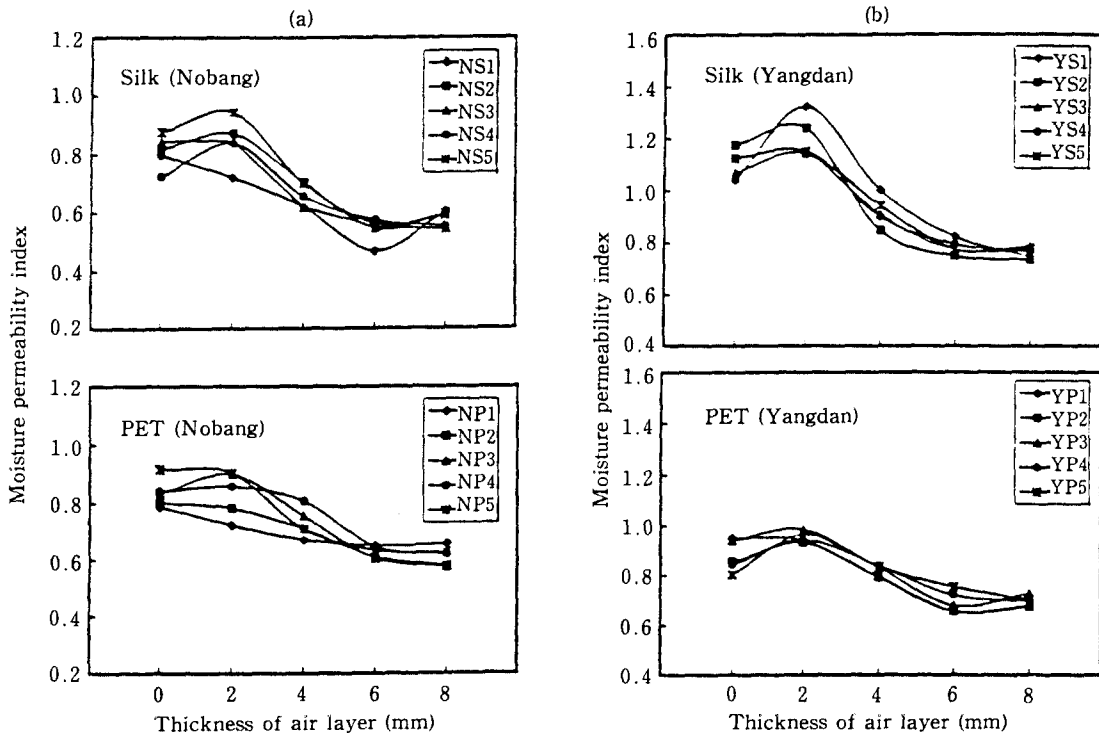 (a)
Moisture permeability index
1.2
1.0
0.8
0.6
0.4
0.2
Silk (Nobang)
NS1
NS2
NS3
NS4
NS5
1.2
1.0
0.8
0.6
0.4
0.2
PET (Nobang)
NP1
NP2
NP3
NP4
NP5
0 2 4 6 8
Thickness of air layer (mm)
(b)
Moisture permeability index
1.6
1.4
1.2
1.0
0.8
0.6
0.4
Silk (Yangdan)
YS1
YS2
YS3
YS4
YS5
1.6
1.4
1.2
1.0
0.8
0.6
0.4
PET (Yangdan)
YP1
YP2
YP3
YP4
YP5
0 2 4 6 8
Thickness of air layer (mm)